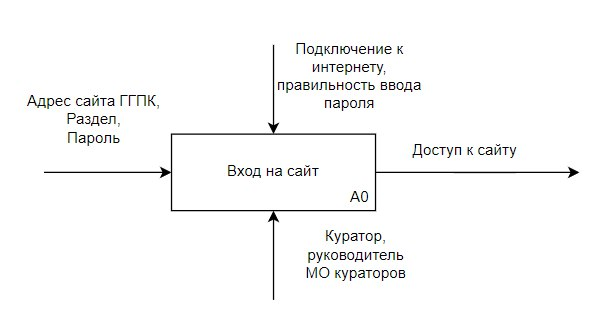 Подключение к
интернету,
правильность ввода
пароля
Адрес сайта ГГПК,
Раздел,
Пароль
Вход на сайт
A0
Доступ к сайту
Куратор,
руководитель
МО кураторов